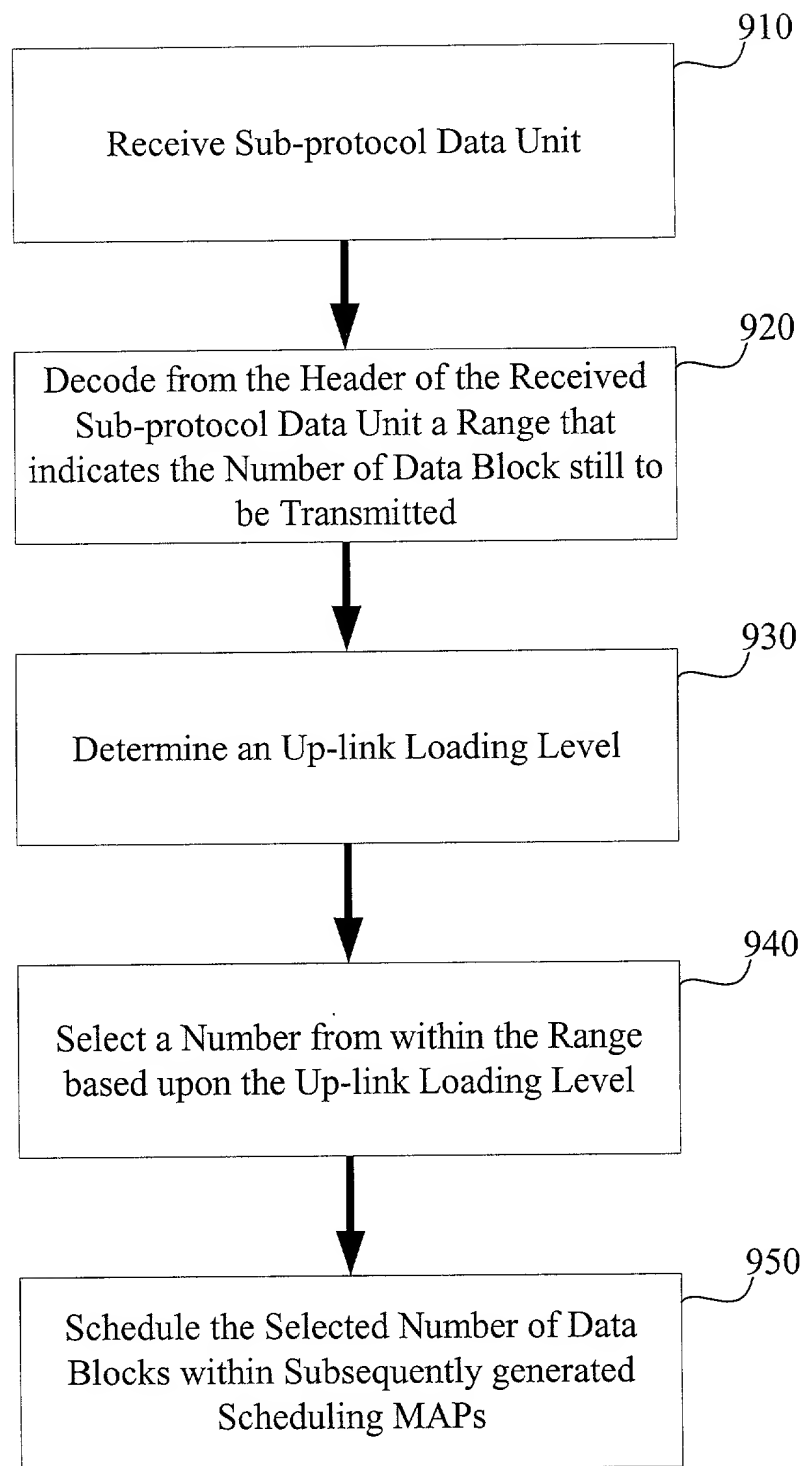 910
Receive Sub-protocol Data Unit
920
Decode from the Header of the Received
Sub-protocol Data Unit a Range that
indicates the Number of Data Block still to
be Transmitted
930
Determine an Up-link Loading Level
940
Select a Number from within the Range
based upon the Up-link Loading Level
950
Schedule the Selected Number of Data
Blocks within Subsequently generated
Scheduling MAPs